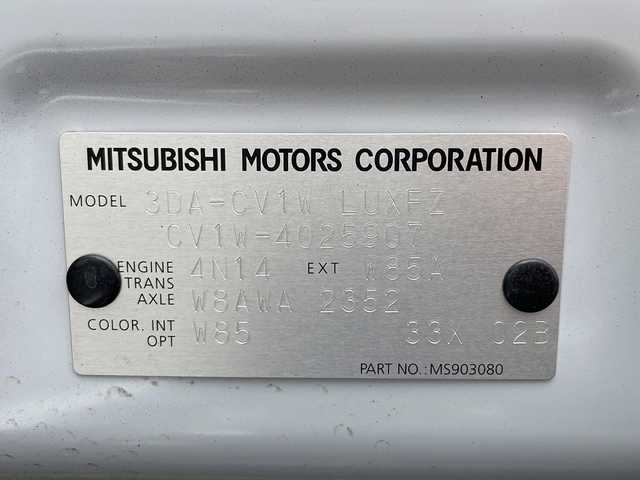 MITSUBISHI MOTORS CORPORATION
MODEL 3DA-CV1W LUXFZ
CV1W-4025907
ENGINE 4N14 EXT W85A
TRANS
AXLE W8AWA 2352
COLOR. INT W85 33X 02B
OPT
PART NO.:MS903080